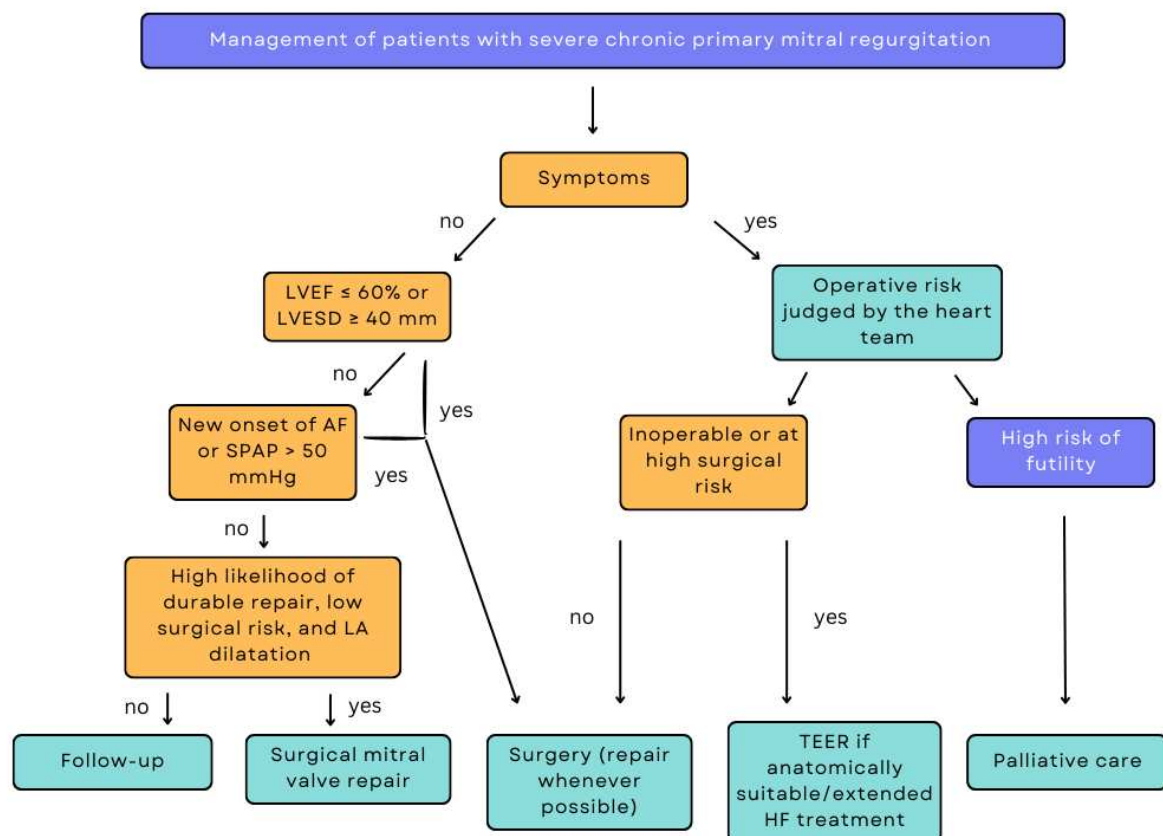 Management of patients with severe chronic primary mitral regurgitation
Symptoms
no
yes
LVEF ≤ 60% or
LVESD ≥ 40 mm
Operative risk
judged by the heart
team
no
yes
New onset of AF
or SPAP > 50
mmHg
yes
Inoperable or at
high surgical
risk
High risk of
futility
no
High likelihood of
durable repair, low
surgical risk, and LA
dilatation
no
yes
no
yes
Follow-up
Surgical mitral
valve repair
Surgery (repair
whenever
possible)
TEER if
anatomically
suitable/extended
HF treatment
Palliative care